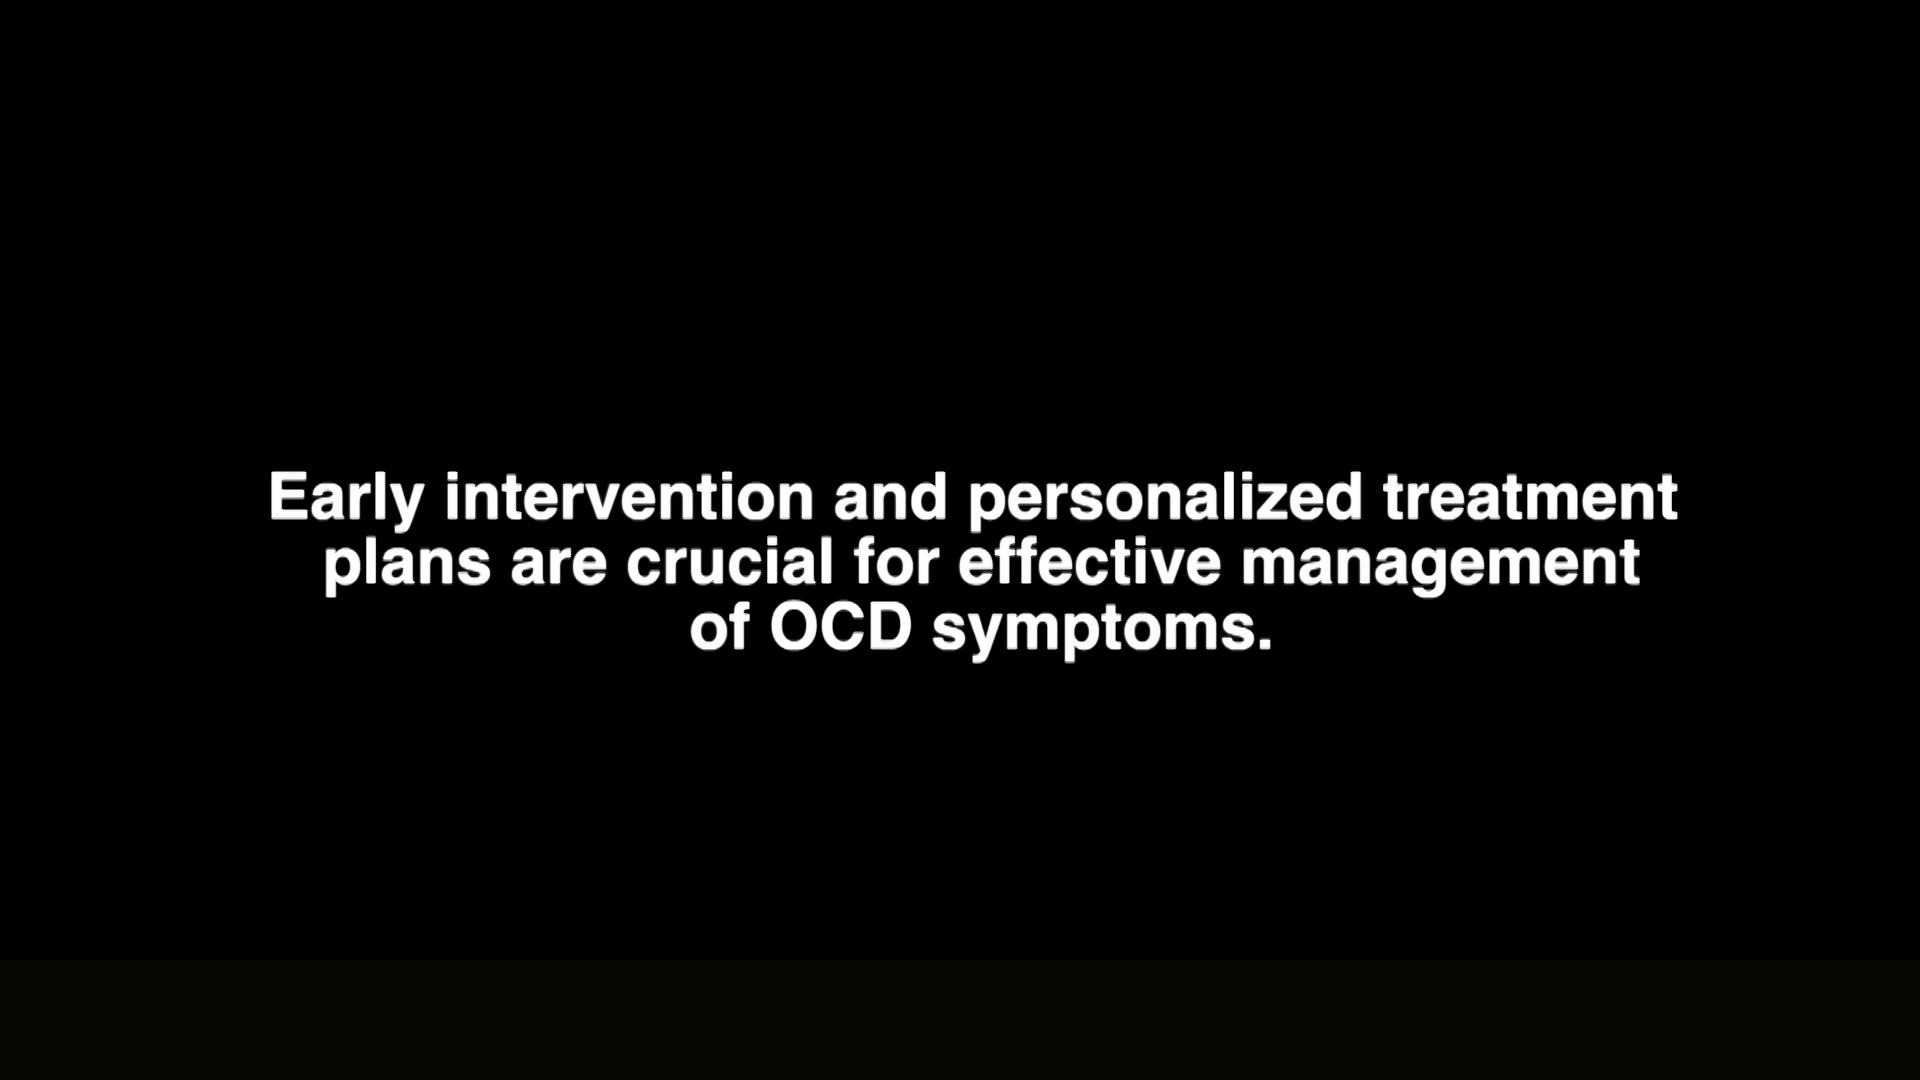 Early intervention and personalized treatment
plans are crucial for effective management
of OCD symptoms.